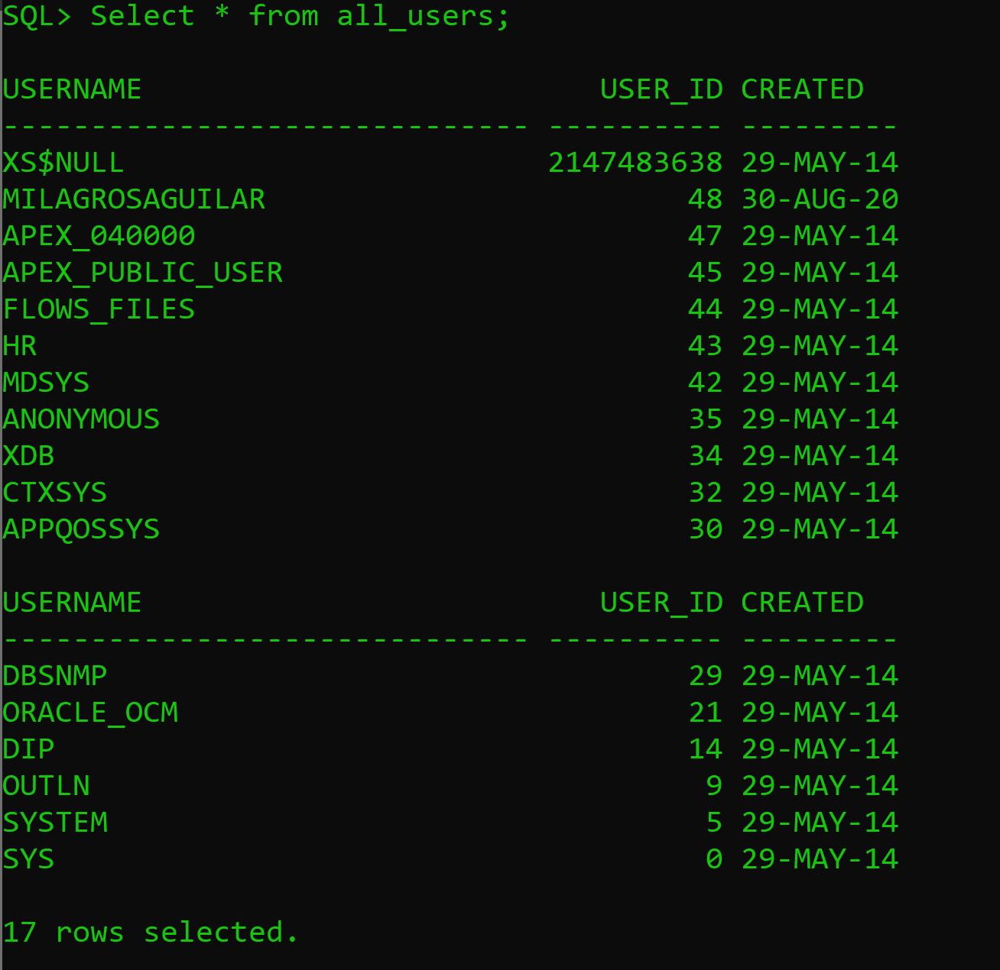 SQL> Select * from all_users;

USERNAME                          USER_ID CREATED
------------------------------ ---------- ---------
XS$NULL                        2147483638 29-MAY-14
MILAGROSAGUILAR                        48 30-AUG-20
APEX_040000                            47 29-MAY-14
APEX_PUBLIC_USER                       45 29-MAY-14
FLOWS_FILES                            44 29-MAY-14
HR                                     43 29-MAY-14
MDSYS                                  42 29-MAY-14
ANONYMOUS                              35 29-MAY-14
XDB                                    34 29-MAY-14
CTXSYS                                 32 29-MAY-14
APPQOSSYS                              30 29-MAY-14

USERNAME                          USER_ID CREATED
------------------------------ ---------- ---------
DBSNMP                                 29 29-MAY-14
ORACLE_OCM                             21 29-MAY-14
DIP                                    14 29-MAY-14
OUTLN                                   9 29-MAY-14
SYSTEM                                  5 29-MAY-14
SYS                                     0 29-MAY-14

17 rows selected.